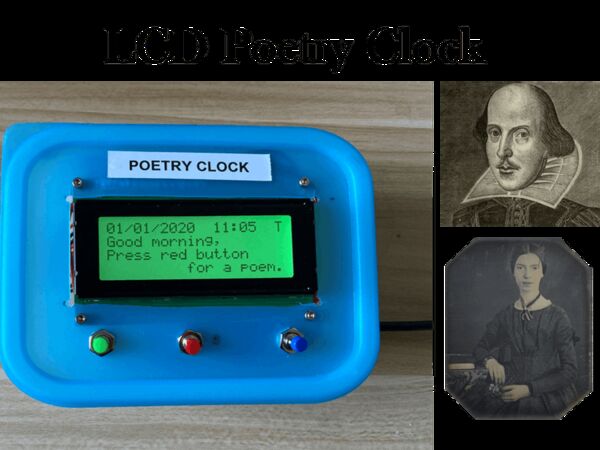 LCD Poetry Clock
POETRY CLOCK
01/01/2020 11:05 T
Good morning,
Press red button
for a poem.